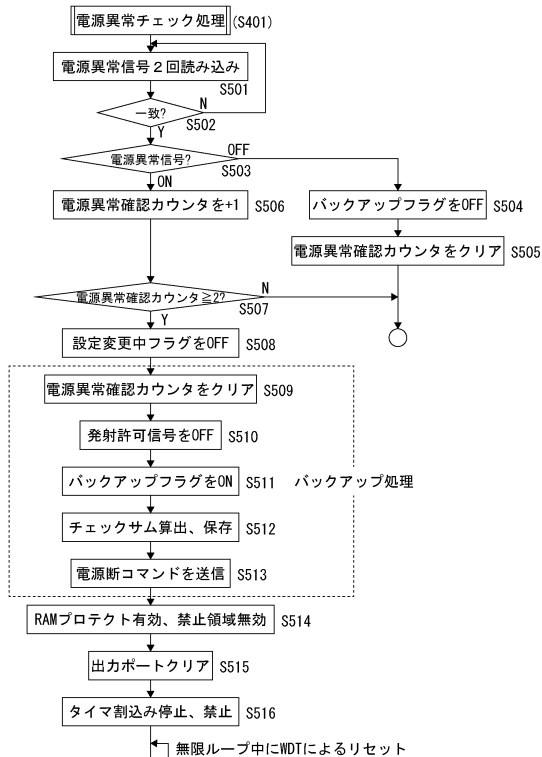 電源異常チェック処理 (S401)
電源異常信号2回読み込み
S501
一致?
N
S502
Y
電源異常信号?
OFF
S503
ON
電源異常確認カウンタを+1 S506
バックアップフラグをOFF S504
電源異常確認カウンタをクリア S505
電源異常確認カウンタ≧2?
N
S507
Y
設定変更中フラグをOFF S508
電源異常確認カウンタをクリア S509
発射許可信号をOFF S510
バックアップフラグをON S511
バックアップ処理
チェックサム算出、保存 S512
電源断コマンドを送信 S513
RAMプロテクト有効、禁止領域無効 S514
出力ポートクリア S515
タイマ割込み停止、禁止 S516
無限ループ中にWDTによるリセット